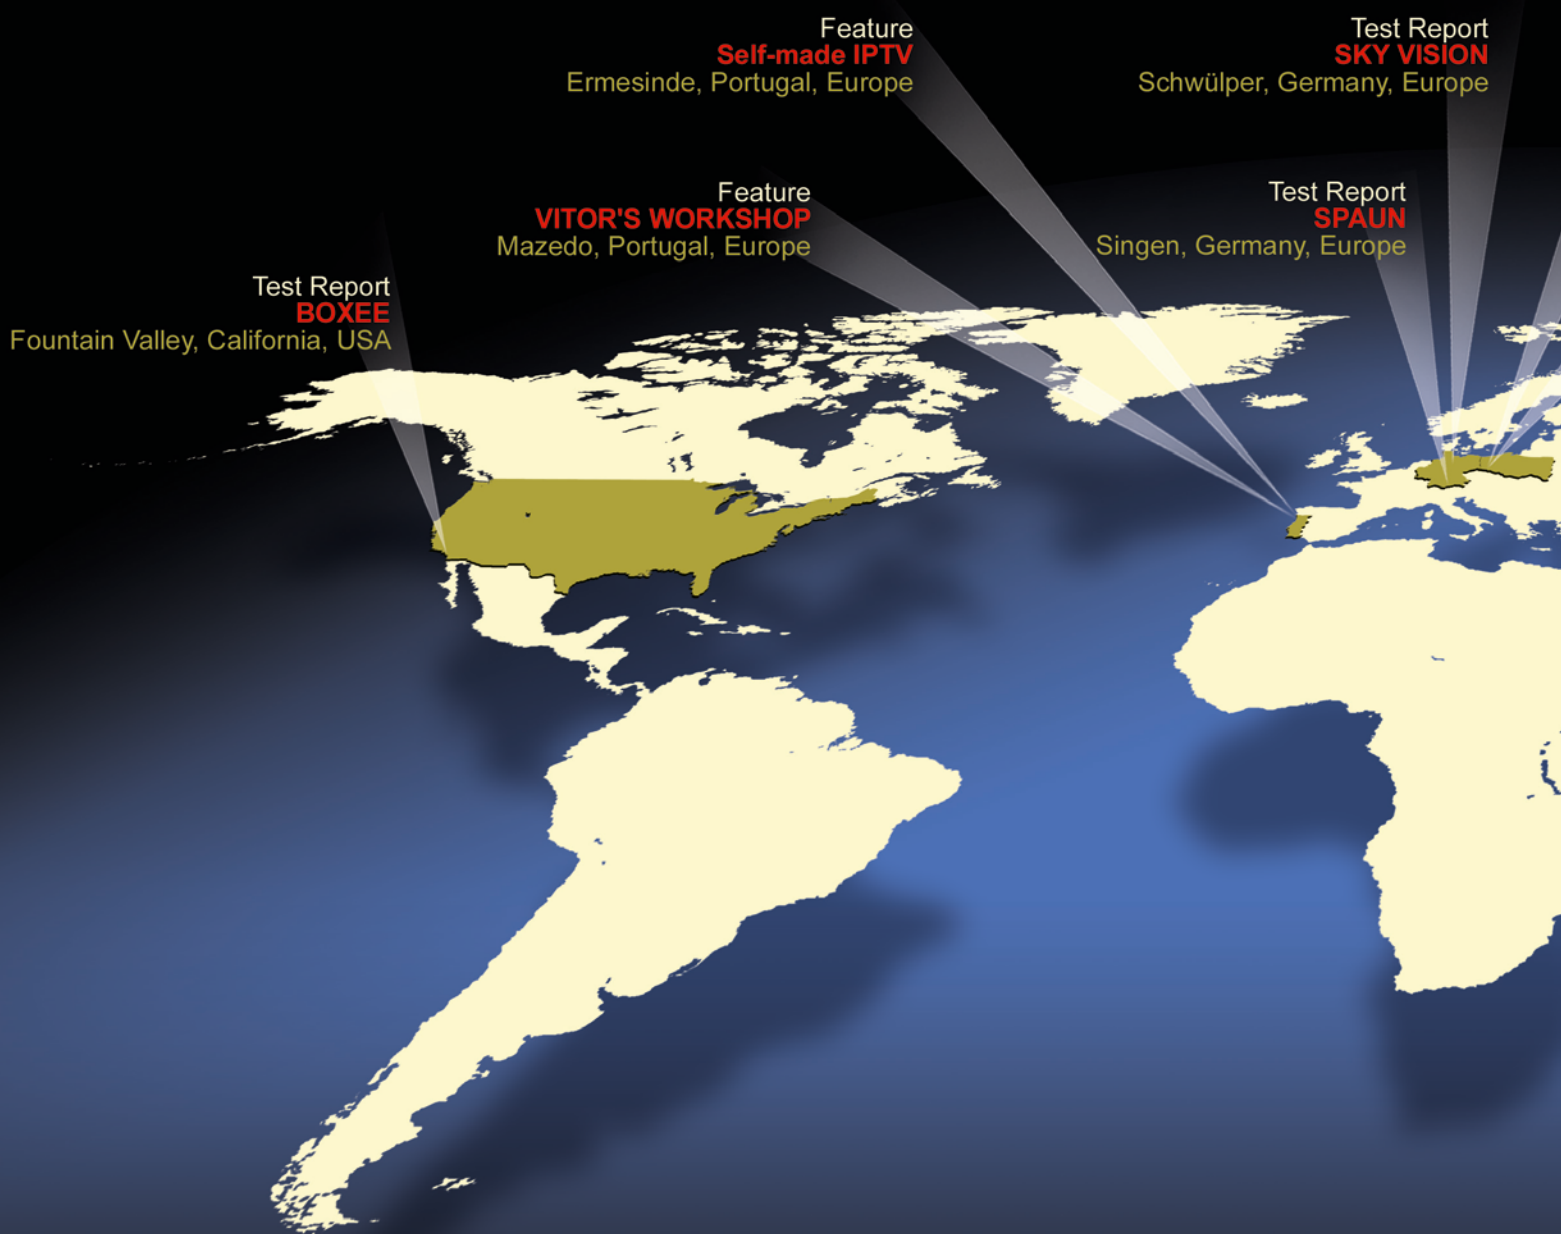 Feature
Self-made IPTV
Ermesinde, Portugal, Europe
Test Report
SKY VISION
Schwülper, Germany, Europe
Feature
VITOR'S WORKSHOP
Mazedo, Portugal, Europe
Test Report
SPAUN
Singen, Germany, Europe
Test Report
BOXEE
Fountain Valley, California, USA